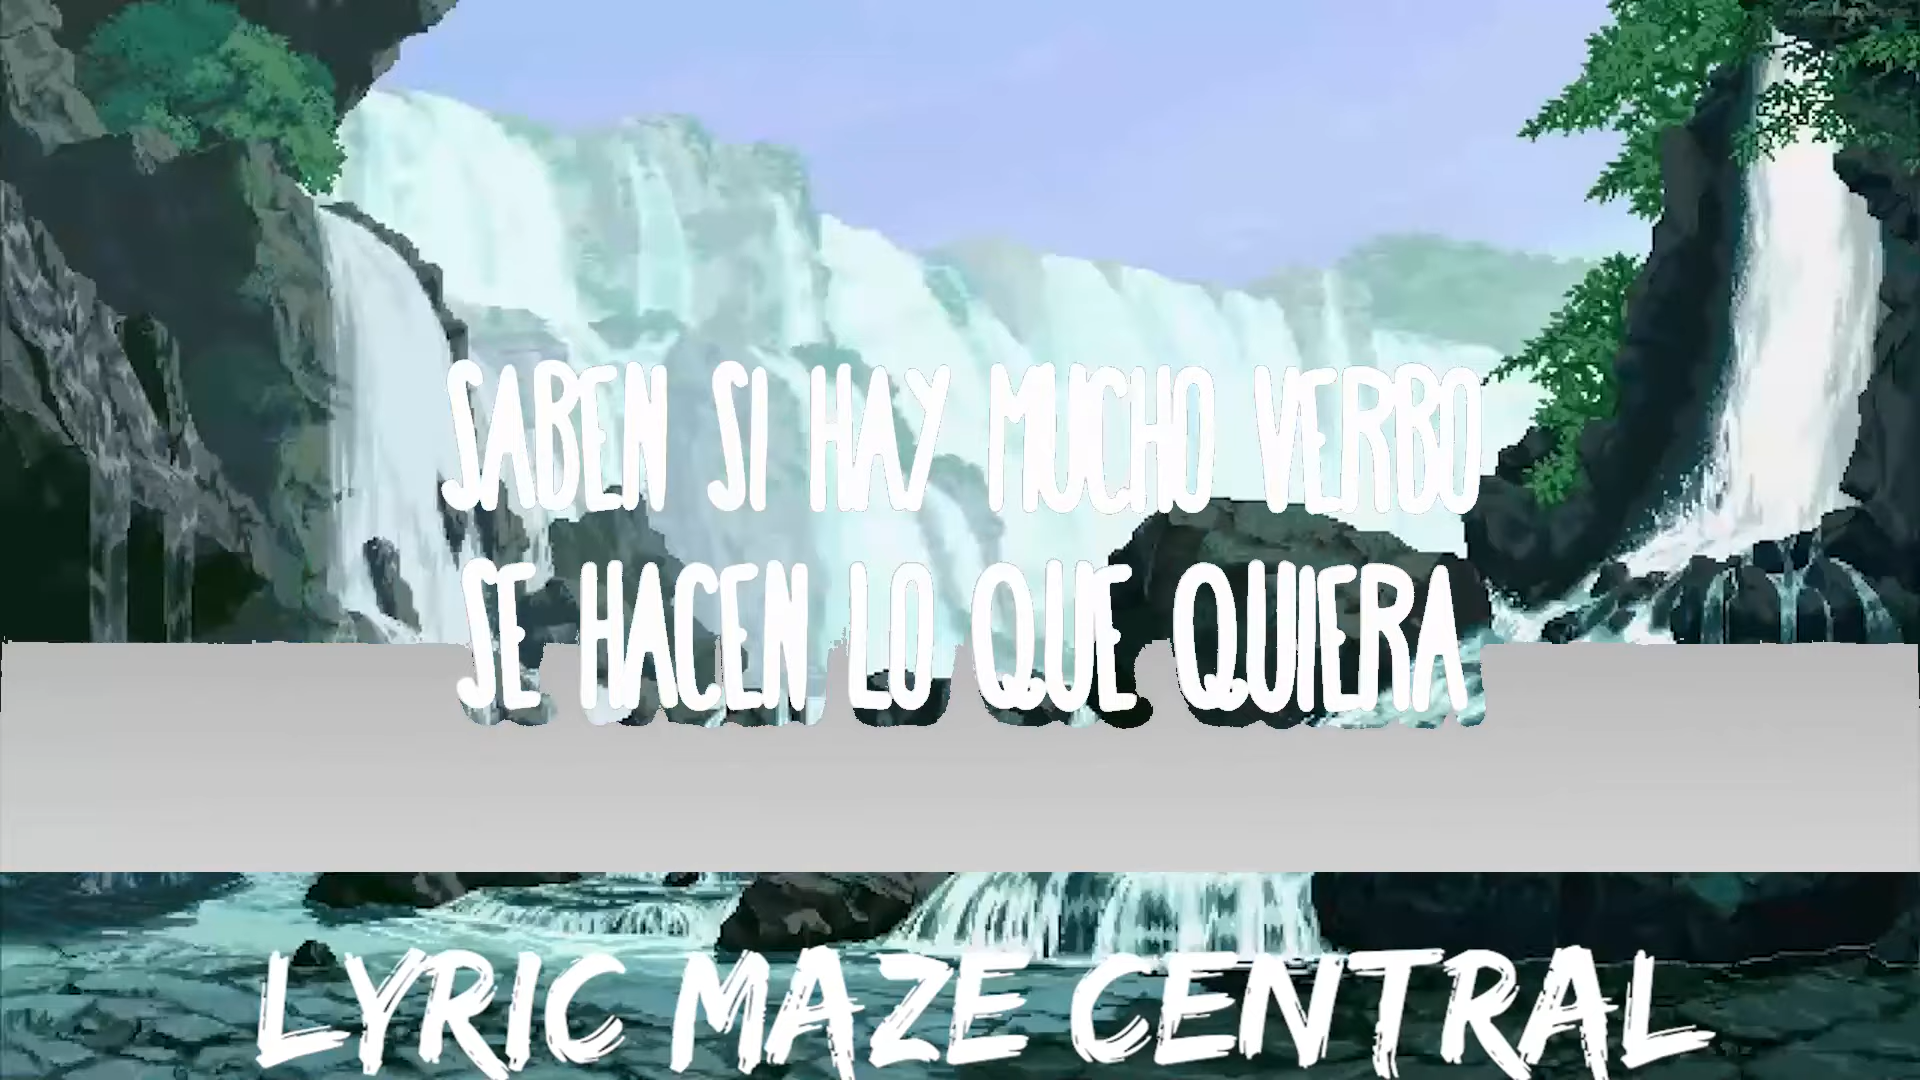 SABEN SI HAY MUCHO VERBO
SE HACEN LO QUE QUIERA
LYRIC MAZE CENTRAL